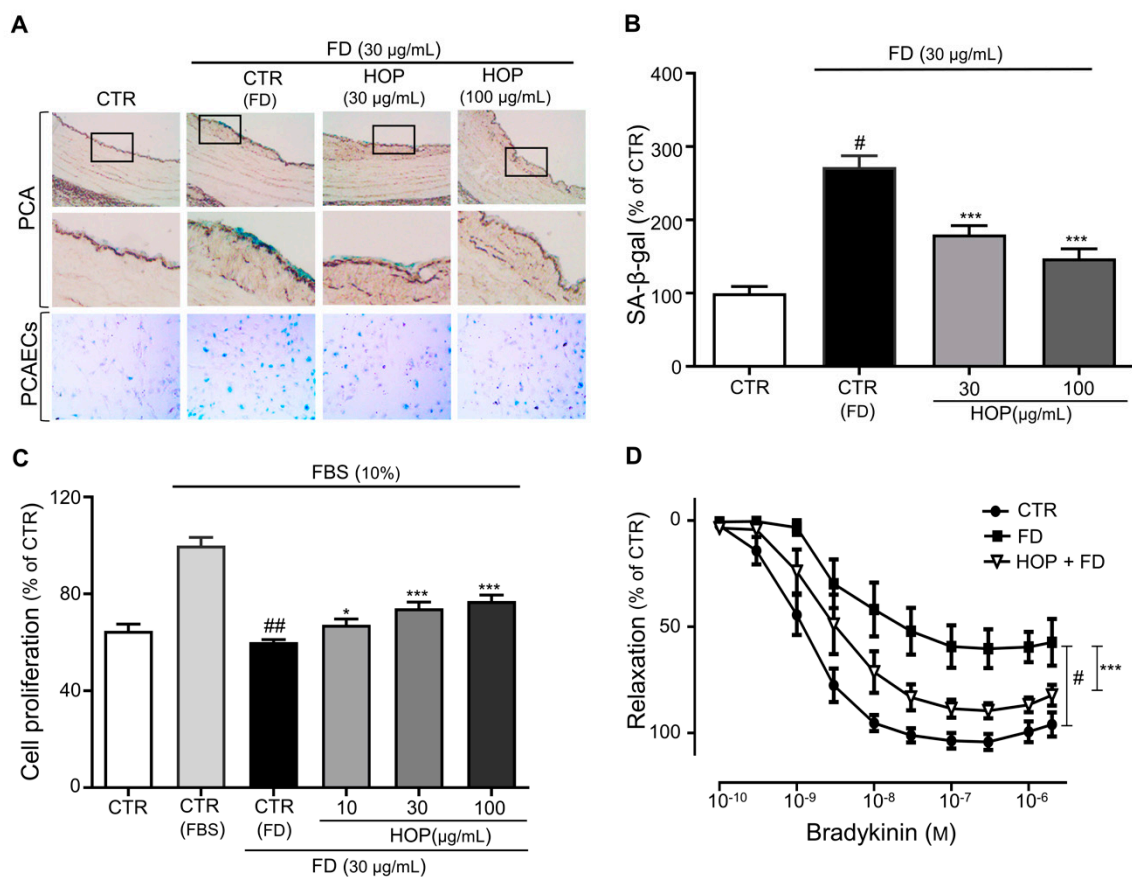 A
FD (30 µg/mL)
CTR
CTR
(FD)
HOP
(30 µg/mL)
HOP
(100 µg/mL)
PCA
PCAECs
B
FD (30 µg/mL)
SA-β-gal (% of CTR)
400
300
200
100
0
#
***
***
CTR
CTR
(FD)
30
100
HOP(µg/mL)
C
FBS (10%)
Cell proliferation (% of CTR)
120
80
40
0
##
*
***
***
CTR
CTR
(FBS)
CTR
(FD)
10
30
100
HOP(µg/mL)
FD (30 µg/mL)
D
CTR
FD
HOP + FD
Relaxation (% of CTR)
0
50
100
#
***
10⁻¹⁰
10⁻⁹
10⁻⁸
10⁻⁷
10⁻⁶
Bradykinin (M)